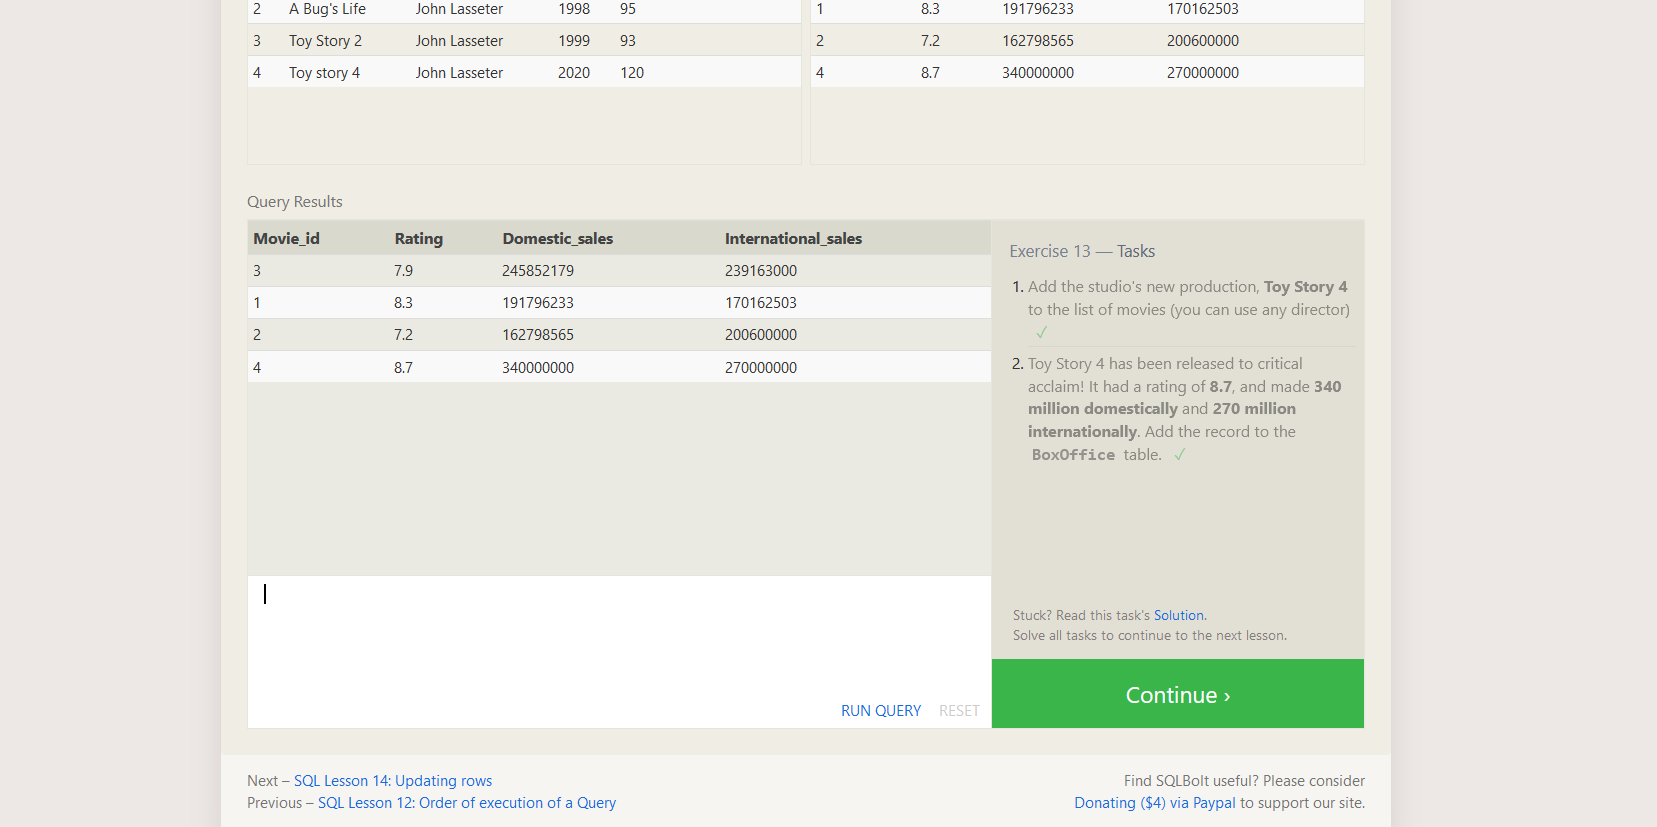 2 A Bug's Life John Lasseter 1998 95
3 Toy Story 2 John Lasseter 1999 93
4 Toy story 4 John Lasseter 2020 120
1 8.3 191796233 170162503
2 7.2 162798565 200600000
4 8.7 340000000 270000000
Query Results
Movie_id Rating Domestic_sales International_sales
3 7.9 245852179 239163000
1 8.3 191796233 170162503
2 7.2 162798565 200600000
4 8.7 340000000 270000000
RUN QUERY RESET
Exercise 13 — Tasks
1. Add the studio's new production, Toy Story 4
to the list of movies (you can use any director)
✓
2. Toy Story 4 has been released to critical
acclaim! It had a rating of 8.7, and made 340
million domestically and 270 million
internationally. Add the record to the
BoxOffice table. ✓
Stuck? Read this task's Solution.
Solve all tasks to continue to the next lesson.
Continue ›
Next – SQL Lesson 14: Updating rows
Previous – SQL Lesson 12: Order of execution of a Query
Find SQLBolt useful? Please consider
Donating ($4) via Paypal to support our site.